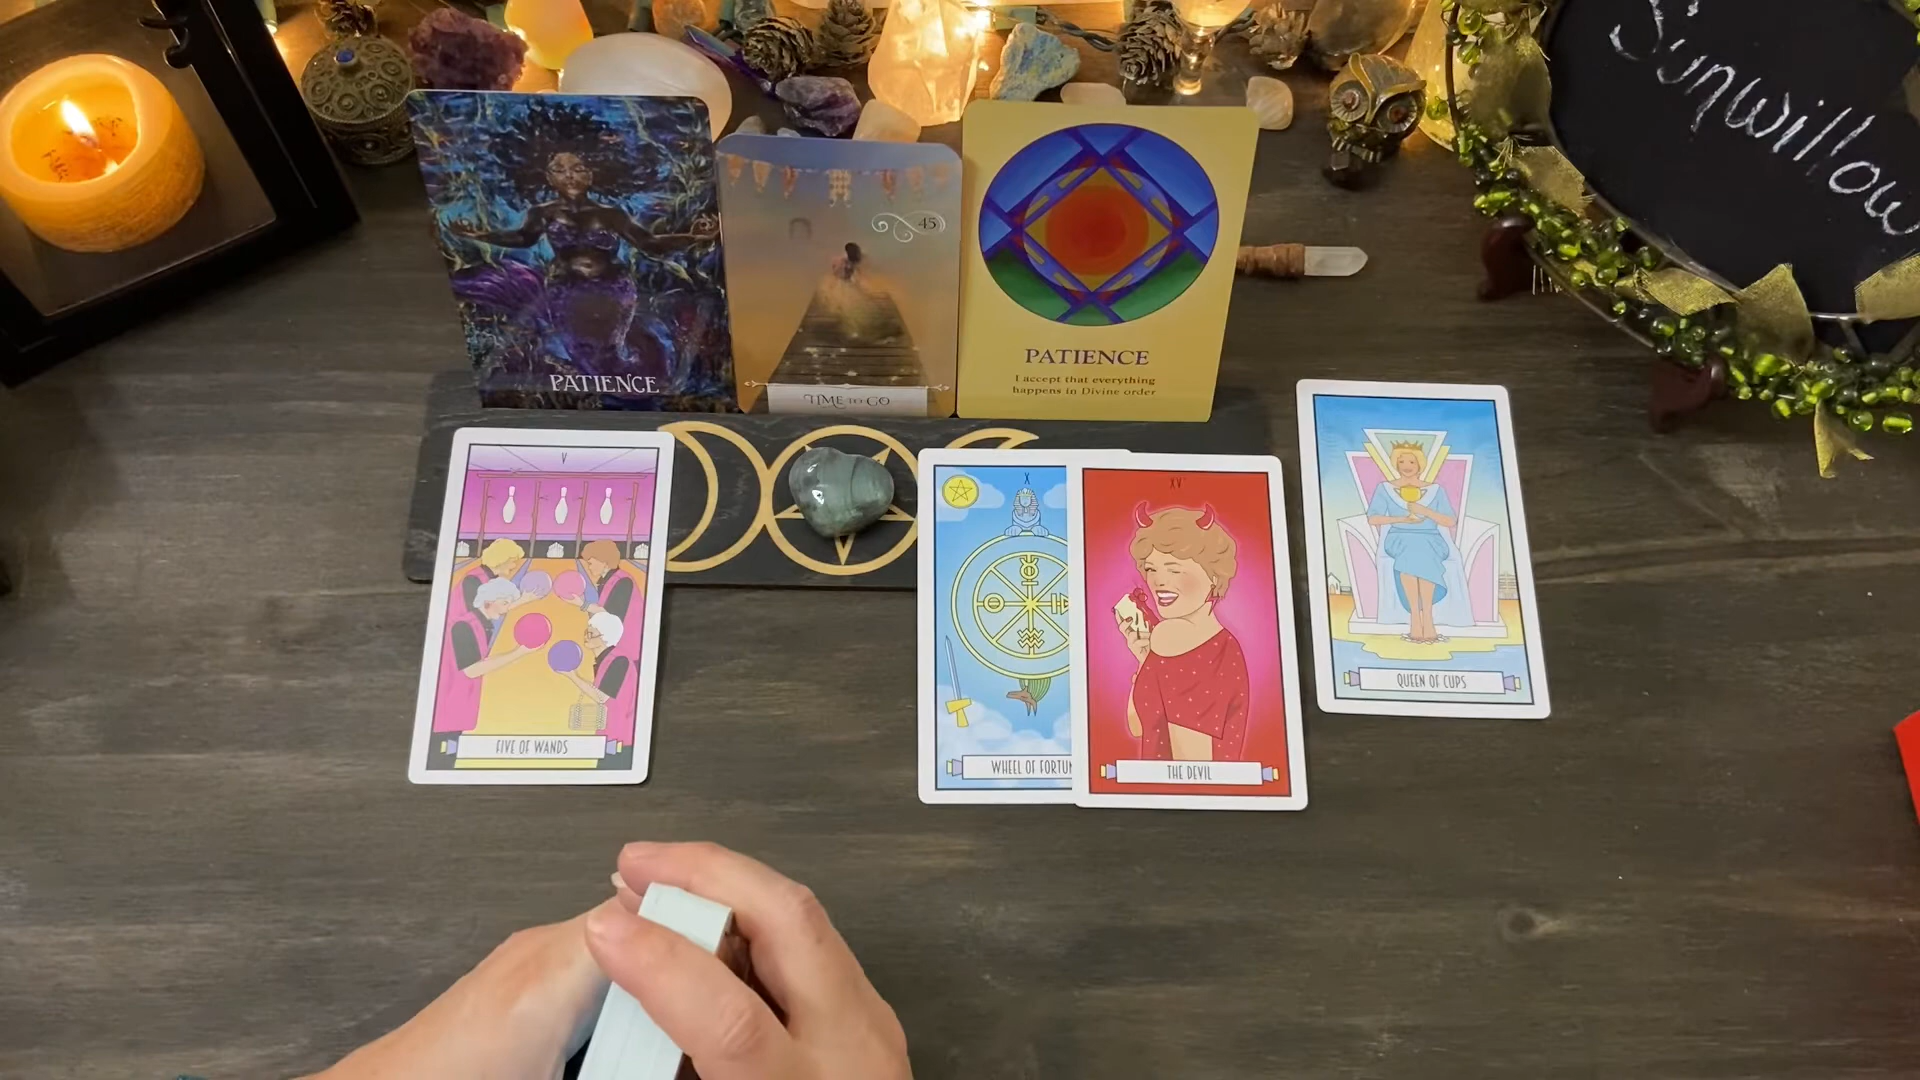 Sunwillow
PATIENCE
45
TIME TO GO
PATIENCE
I accept that everything
happens in Divine order
V
FIVE OF WANDS
X
WHEEL OF FORTUN
XV
THE DEVIL
QUEEN OF CUPS